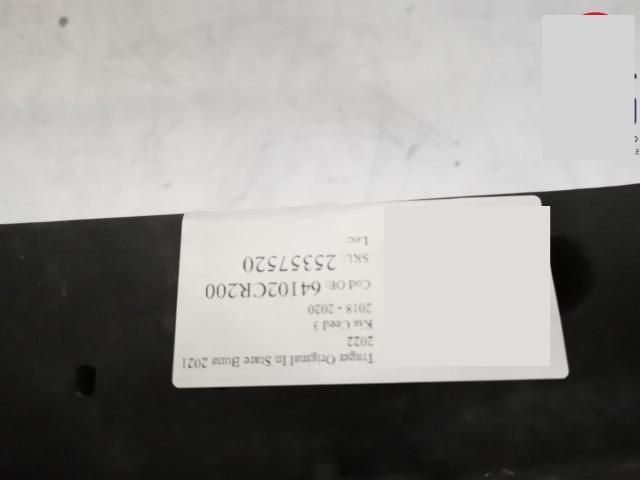 Trager Original In Stare Buna 2021
2022
Kia Ceed 3
2018 - 2020
Cod OE: 64102CR200
SKU: 25357520
Loc: